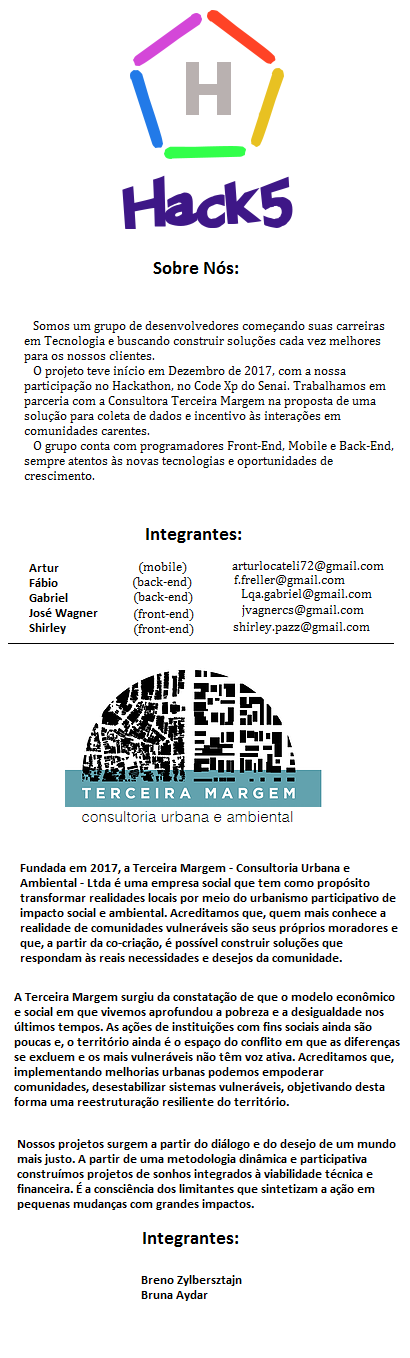 H
Hack5
Sobre Nós:
Somos um grupo de desenvolvedores começando suas carreiras
em Tecnologia e buscando construir soluções cada vez melhores
para os nossos clientes.
O projeto teve início em Dezembro de 2017, com a nossa
participação no Hackathon, no Code Xp do Senai. Trabalhamos em
parceria com a Consultora Terceira Margem na proposta de uma
solução para coleta de dados e incentivo às interações em
comunidades carentes.
O grupo conta com programadores Front-End, Mobile e Back-End,
sempre atentos às novas tecnologias e oportunidades de
crescimento.
Integrantes:
Artur (mobile) arturlocateli72@gmail.com
Fábio (back-end) f.freller@gmail.com
Gabriel (back-end) Lqa.gabriel@gmail.com
José Wagner (front-end) jvagnercs@gmail.com
Shirley (front-end) shirley.pazz@gmail.com
TERCEIRA MARGEM
consultoria urbana e ambiental
Fundada em 2017, a Terceira Margem - Consultoria Urbana e
Ambiental - Ltda é uma empresa social que tem como propósito
transformar realidades locais por meio do urbanismo participativo de
impacto social e ambiental. Acreditamos que, quem mais conhece a
realidade de comunidades vulneráveis são seus próprios moradores e
que, a partir da co-criação, é possível construir soluções que
respondam às reais necessidades e desejos da comunidade.
A Terceira Margem surgiu da constatação de que o modelo econômico
e social em que vivemos aprofundou a pobreza e a desigualdade nos
últimos tempos. As ações de instituições com fins sociais ainda são
poucas e, o território ainda é o espaço do conflito em que as diferenças
se excluem e os mais vulneráveis não têm voz ativa. Acreditamos que,
implementando melhorias urbanas podemos empoderar
comunidades, desestabilizar sistemas vulneráveis, objetivando desta
forma uma reestruturação resiliente do território.
Nossos projetos surgem a partir do diálogo e do desejo de um mundo
mais justo. A partir de uma metodologia dinâmica e participativa
construímos projetos de sonhos integrados à viabilidade técnica e
financeira. É a consciência dos limitantes que sintetizam a ação em
pequenas mudanças com grandes impactos.
Integrantes:
Breno Zylbersztajn
Bruna Aydar